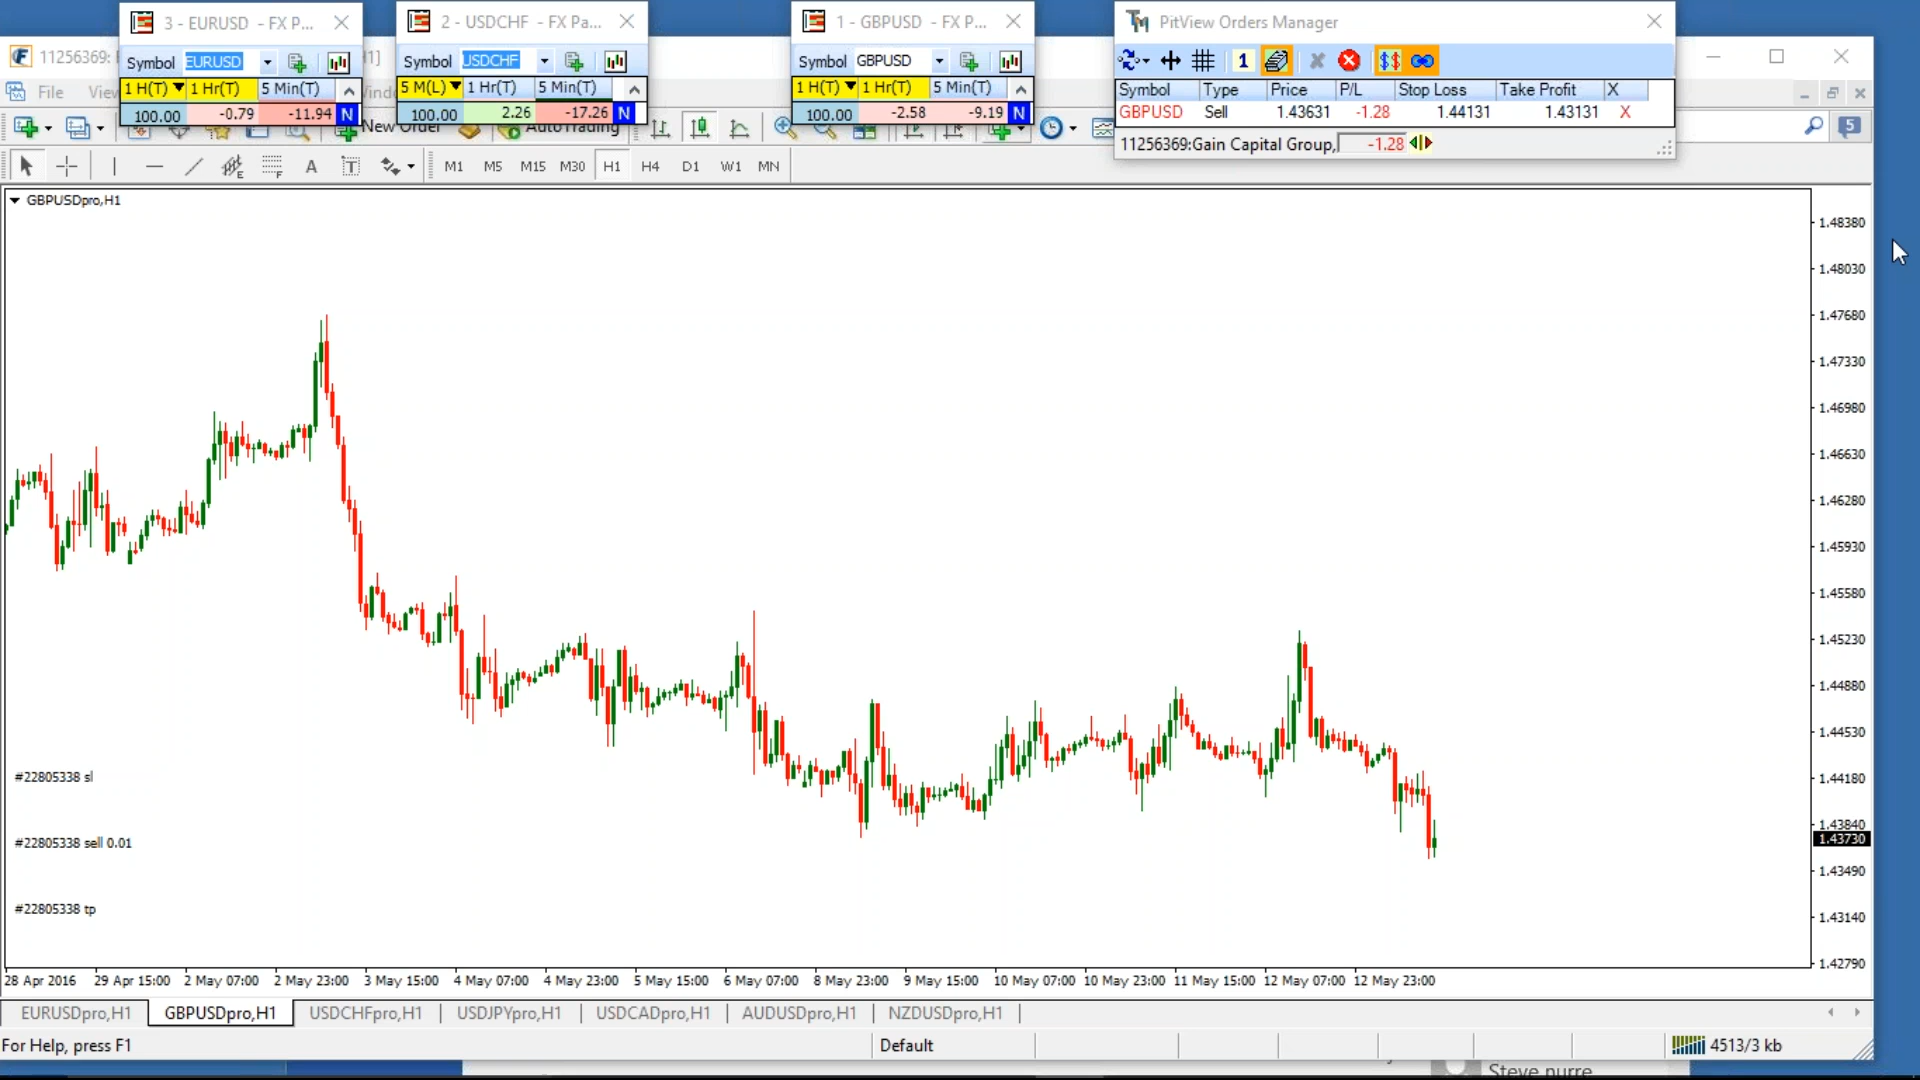 3 - EURUSD - FX P...
2 - USDCHF - FX Pa...
1 - GBPUSD - FX P...
PitView Orders Manager
11256369:
H1]
Symbol EURUSD
Symbol USDCHF
Symbol GBPUSD
1 H(T) 1 Hr(T) 5 Min(T)
100.00 -0.79 -11.94 N
5 M(L) 1 Hr(T) 5 Min(T)
100.00 2.26 -17.26 N
1 H(T) 1 Hr(T) 5 Min(T)
100.00 -2.58 -9.19 N
1
$$
Symbol Type Price P/L Stop Loss Take Profit X
GBPUSD Sell 1.43631 -1.28 1.44131 1.43131 X
11256369:Gain Capital Group, -1.28
File
New Order
AutoTrading
5
E F A T
M1 M5 M15 M30 H1 H4 D1 W1 MN
GBPUSDpro,H1
1.48380
1.48030
1.47680
1.47330
1.46980
1.46630
1.46280
1.45930
1.45580
1.45230
1.44880
1.44530
1.44180
1.43840
1.43730
1.43490
1.43140
1.42790
#22805338 sl
#22805338 sell 0.01
#22805338 tp
28 Apr 2016 29 Apr 15:00 2 May 07:00 2 May 23:00 3 May 15:00 4 May 07:00 4 May 23:00 5 May 15:00 6 May 07:00 8 May 23:00 9 May 15:00 10 May 07:00 10 May 23:00 11 May 15:00 12 May 07:00 12 May 23:00
EURUSDpro,H1 GBPUSDpro,H1 USDCHFpro,H1 USDJPYpro,H1 USDCADpro,H1 AUDUSDpro,H1 NZDUSDpro,H1
For Help, press F1
Default
4513/3 kb
Steve nurre